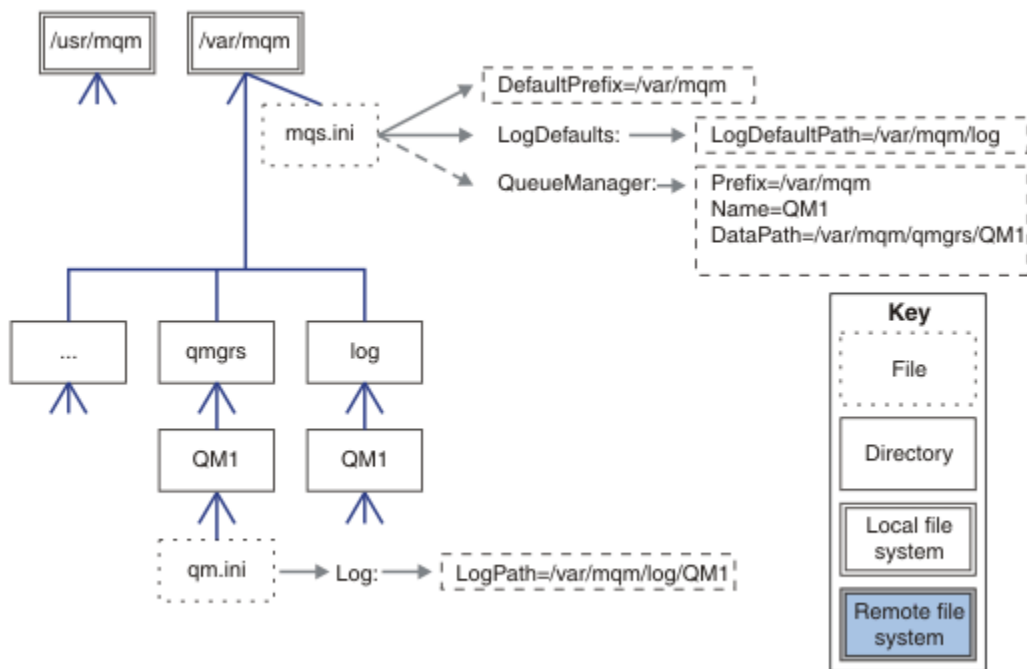 /usr/mqm
/var/mqm
mqs.ini
DefaultPrefix=/var/mqm
LogDefaults:
LogDefaultPath=/var/mqm/log
QueueManager:
Prefix=/var/mqm
Name=QM1
DataPath=/var/mqm/qmgrs/QM1
...
qmgrs
log
QM1
QM1
qm.ini
Log:
LogPath=/var/mqm/log/QM1
Key
File
Directory
Local file
system
Remote file
system